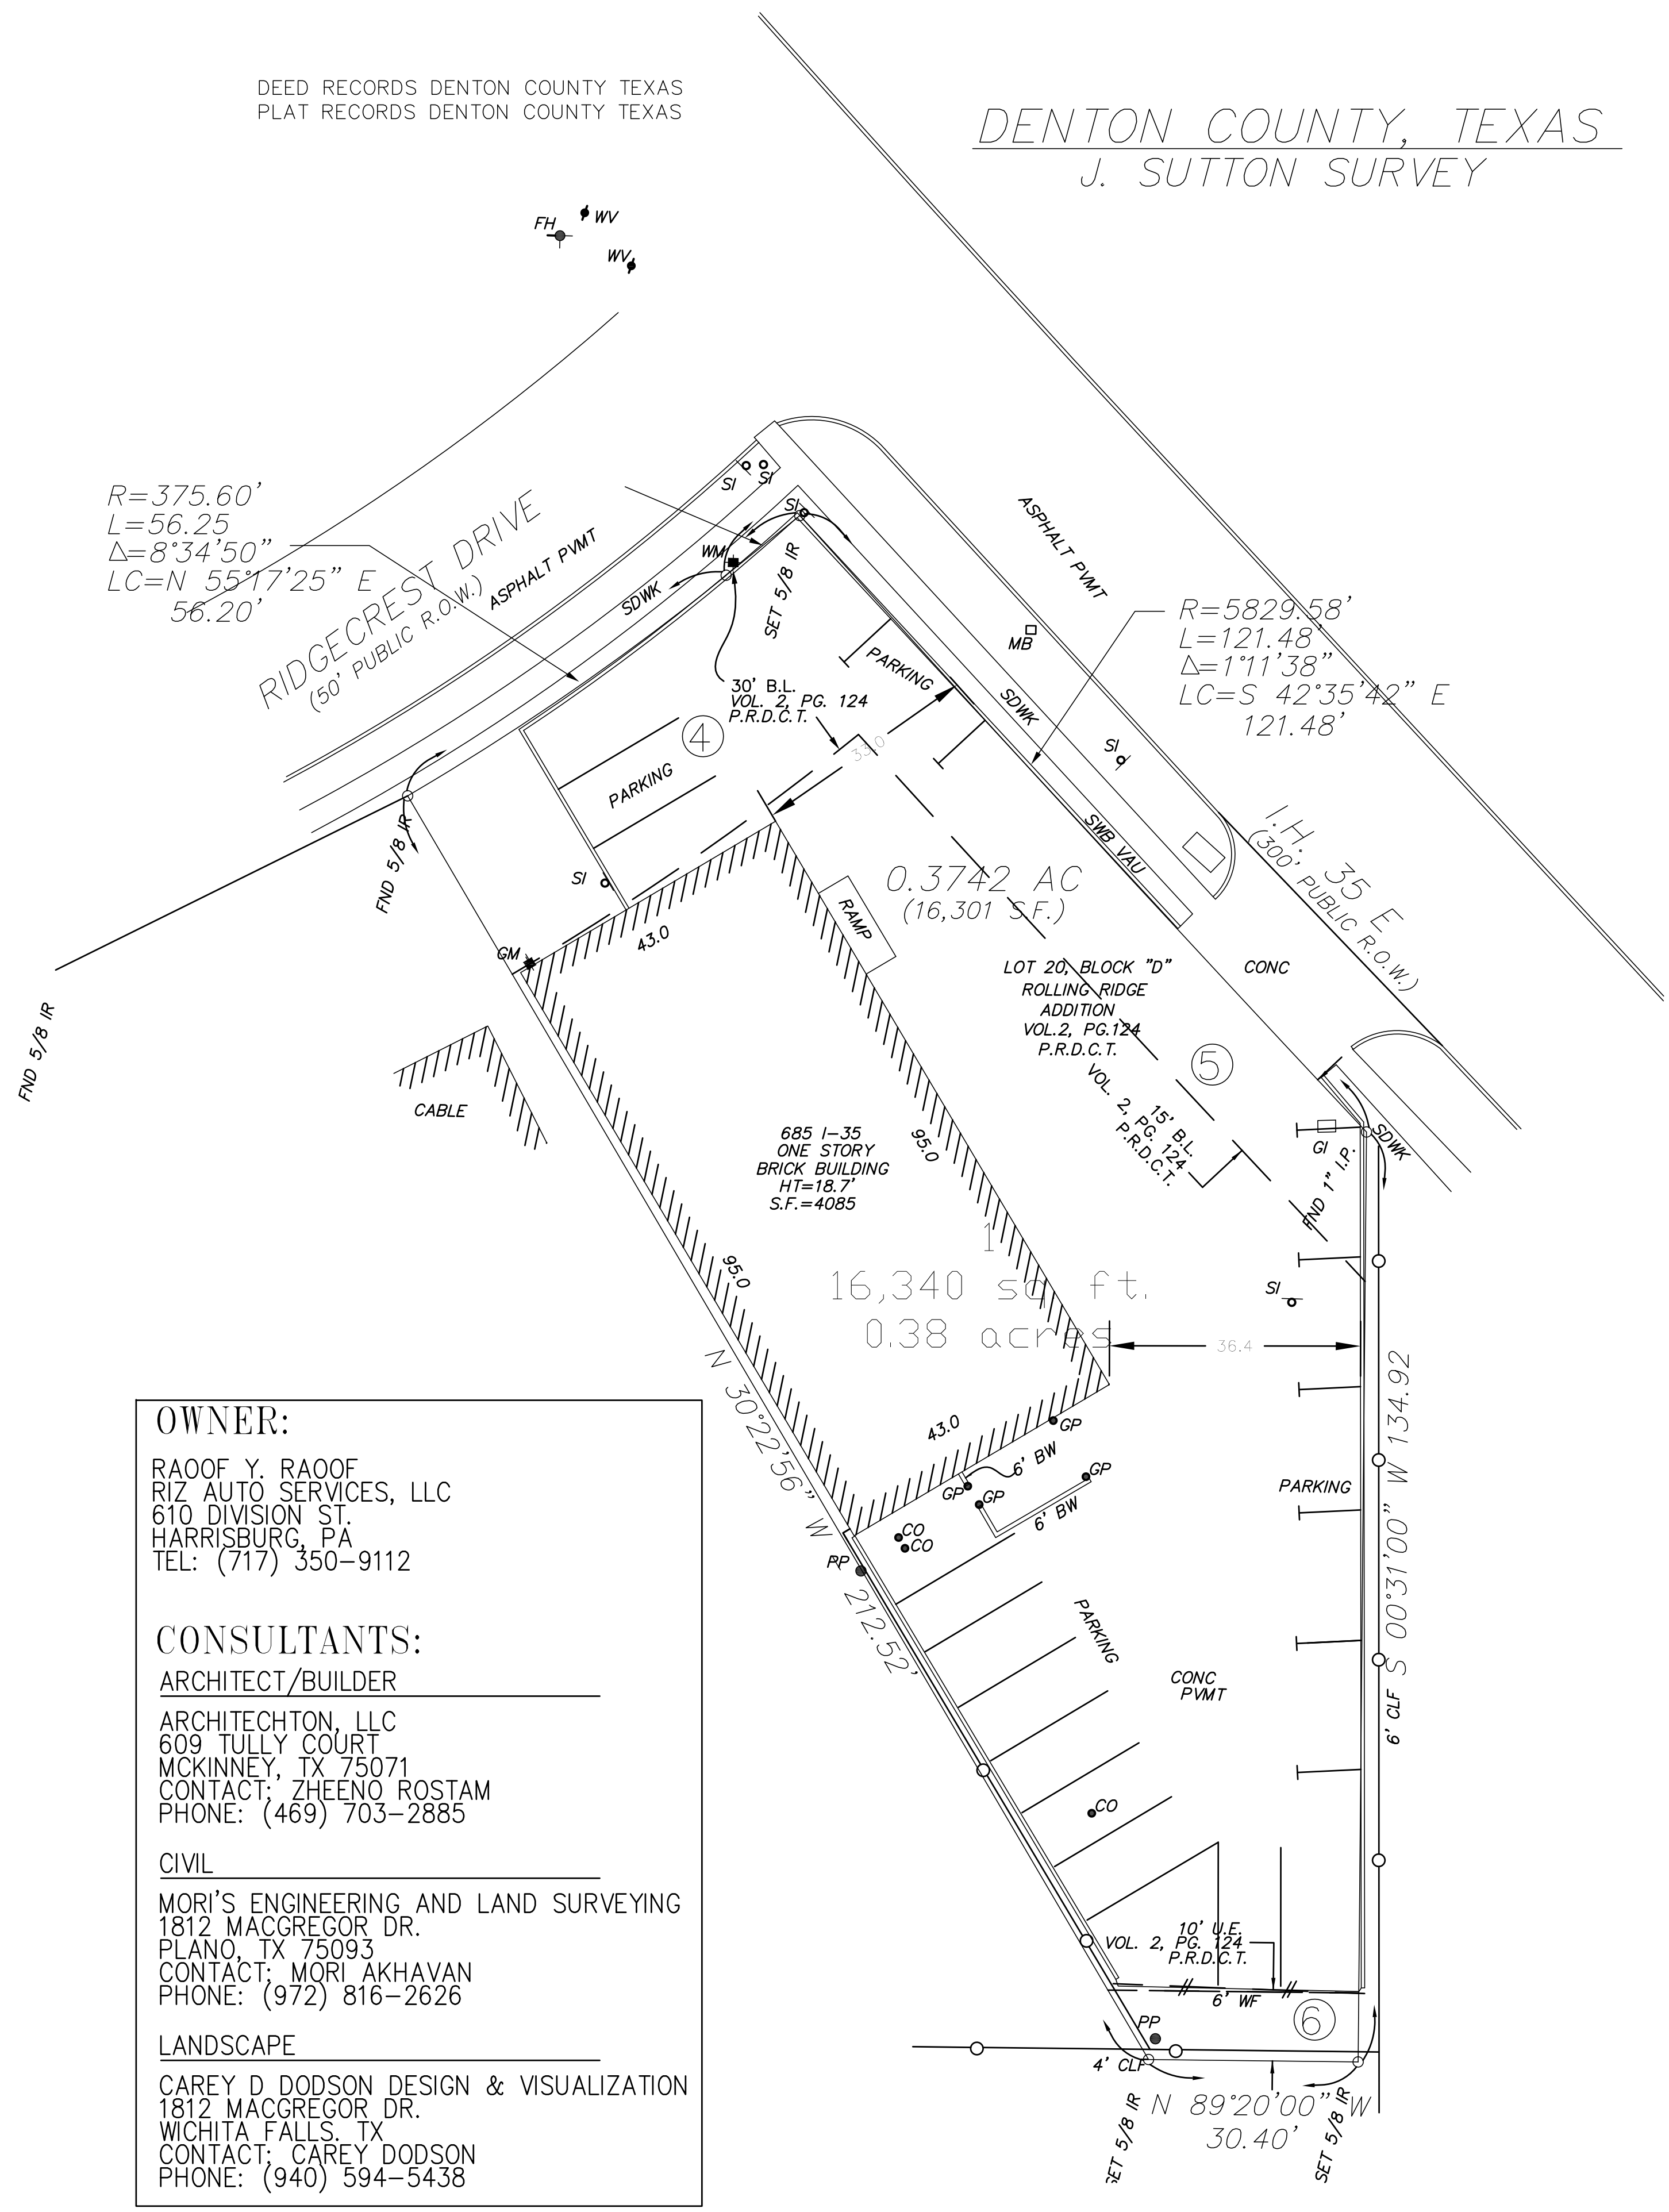 DEED RECORDS DENTON COUNTY TEXAS
PLAT RECORDS DENTON COUNTY TEXAS
DENTON COUNTY, TEXAS
J. SUTTON SURVEY
FH
WV
WV
R=375.60'
L=56.25
Δ=8°34'50"
LC=N 55°17'25" E
56.20'
RIDGECREST DRIVE
(50' PUBLIC R.O.W.)
ASPHALT PVMT
SI
SI
SI
WM
SDWK
SET 5/8 IR
ASPHALT PVMT
MB
R=5829.58'
L=121.48'
Δ=1°11'38"
LC=S 42°35'42" E
121.48'
PARKING
SDWK
30' B.L.
VOL. 2, PG. 124
P.R.D.C.T.
4
33.0
SI
PARKING
FND 5/8 IR
SI
SWB VAU
I.H. 35 E
(300' PUBLIC R.O.W.)
0.3742 AC
(16,301 S.F.)
RAMP
43.0
GM
FND 5/8 IR
LOT 20, BLOCK "D"
ROLLING RIDGE
ADDITION
VOL.2, PG.124
P.R.D.C.T.
CONC
5
CABLE
15' B.L.
VOL. 2, PG. 124
P.R.D.C.T.
685 I-35
ONE STORY
BRICK BUILDING
HT=18.7'
S.F.=4085
95.0
GI
SDWK
FND 1" I.P.
95.0
1
16,340 sq ft.
0.38 acres
SI
36.4
N 30°22'56" W 212.52'
S 00°31'00" W 134.92
43.0
GP
6' BW
GP
GP
GP
6' BW
CO
CO
PP
PARKING
PARKING
CONC
PVMT
6' CLF
CO
10' U.E.
VOL. 2, PG. 124
P.R.D.C.T.
6' WF
6
PP
4' CLF
SET 5/8 IR
N 89°20'00" W
30.40'
SET 5/8 IR
OWNER:
RAOOF Y. RAOOF
RIZ AUTO SERVICES, LLC
610 DIVISION ST.
HARRISBURG, PA
TEL: (717) 350-9112
CONSULTANTS:
ARCHITECT/BUILDER
ARCHITECHTON, LLC
609 TULLY COURT
MCKINNEY, TX 75071
CONTACT: ZHEENO ROSTAM
PHONE: (469) 703-2885
CIVIL
MORI'S ENGINEERING AND LAND SURVEYING
1812 MACGREGOR DR.
PLANO, TX 75093
CONTACT: MORI AKHAVAN
PHONE: (972) 816-2626
LANDSCAPE
CAREY D DODSON DESIGN & VISUALIZATION
1812 MACGREGOR DR.
WICHITA FALLS. TX
CONTACT: CAREY DODSON
PHONE: (940) 594-5438